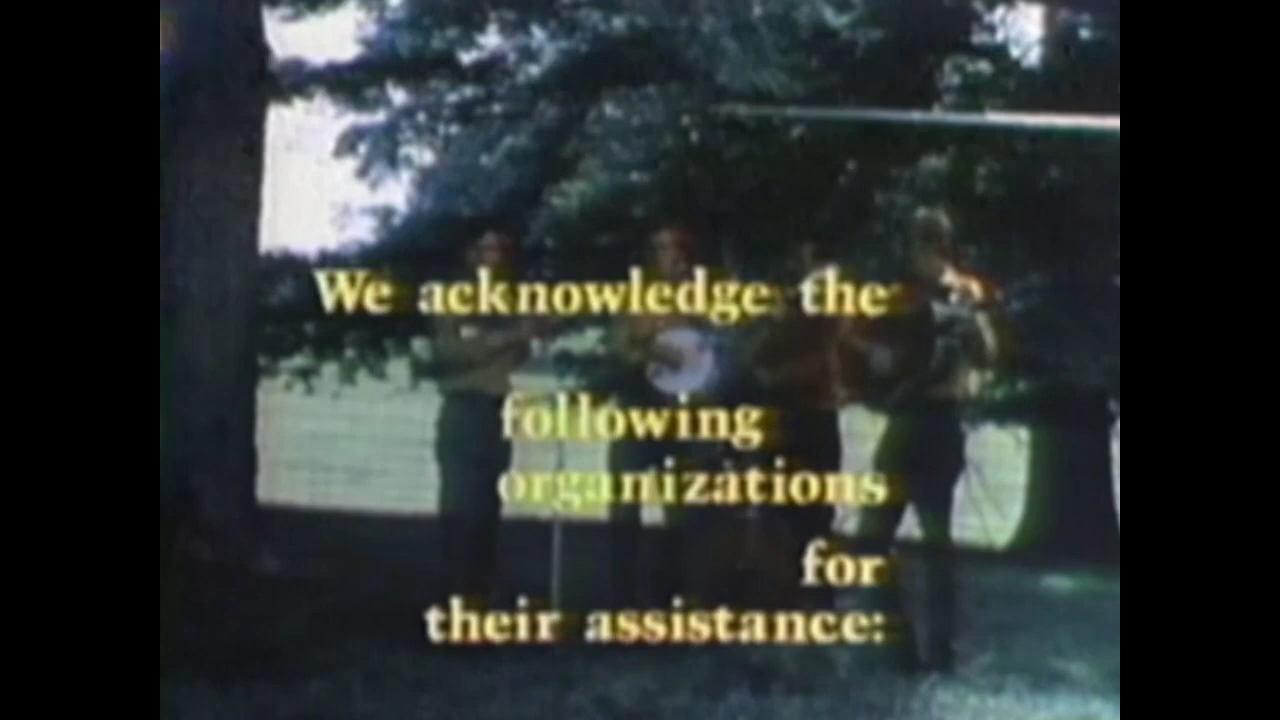 We acknowledge the
following
organizations
for
their assistance: